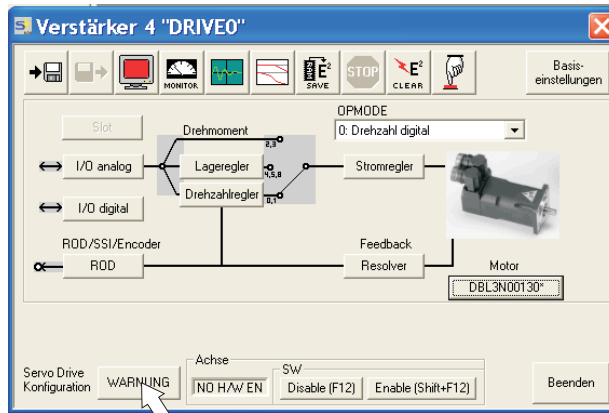 Verstärker 4 "DRIVE0"
MONITOR
E² SAVE
STOP
E² CLEAR
Basis-
einstellungen
OPMODE
Slot
Drehmoment
0: Drehzahl digital
2,3
I/O analog
Lageregler
4,5,8
Stromregler
Drehzahlregler
0,1
I/O digital
ROD/SSI/Encoder
Feedback
ROD
Resolver
Motor
DBL3N00130*
Achse
SW
Servo Drive
Konfiguration
WARNUNG
NO H/W EN
Disable (F12)
Enable (Shift+F12)
Beenden